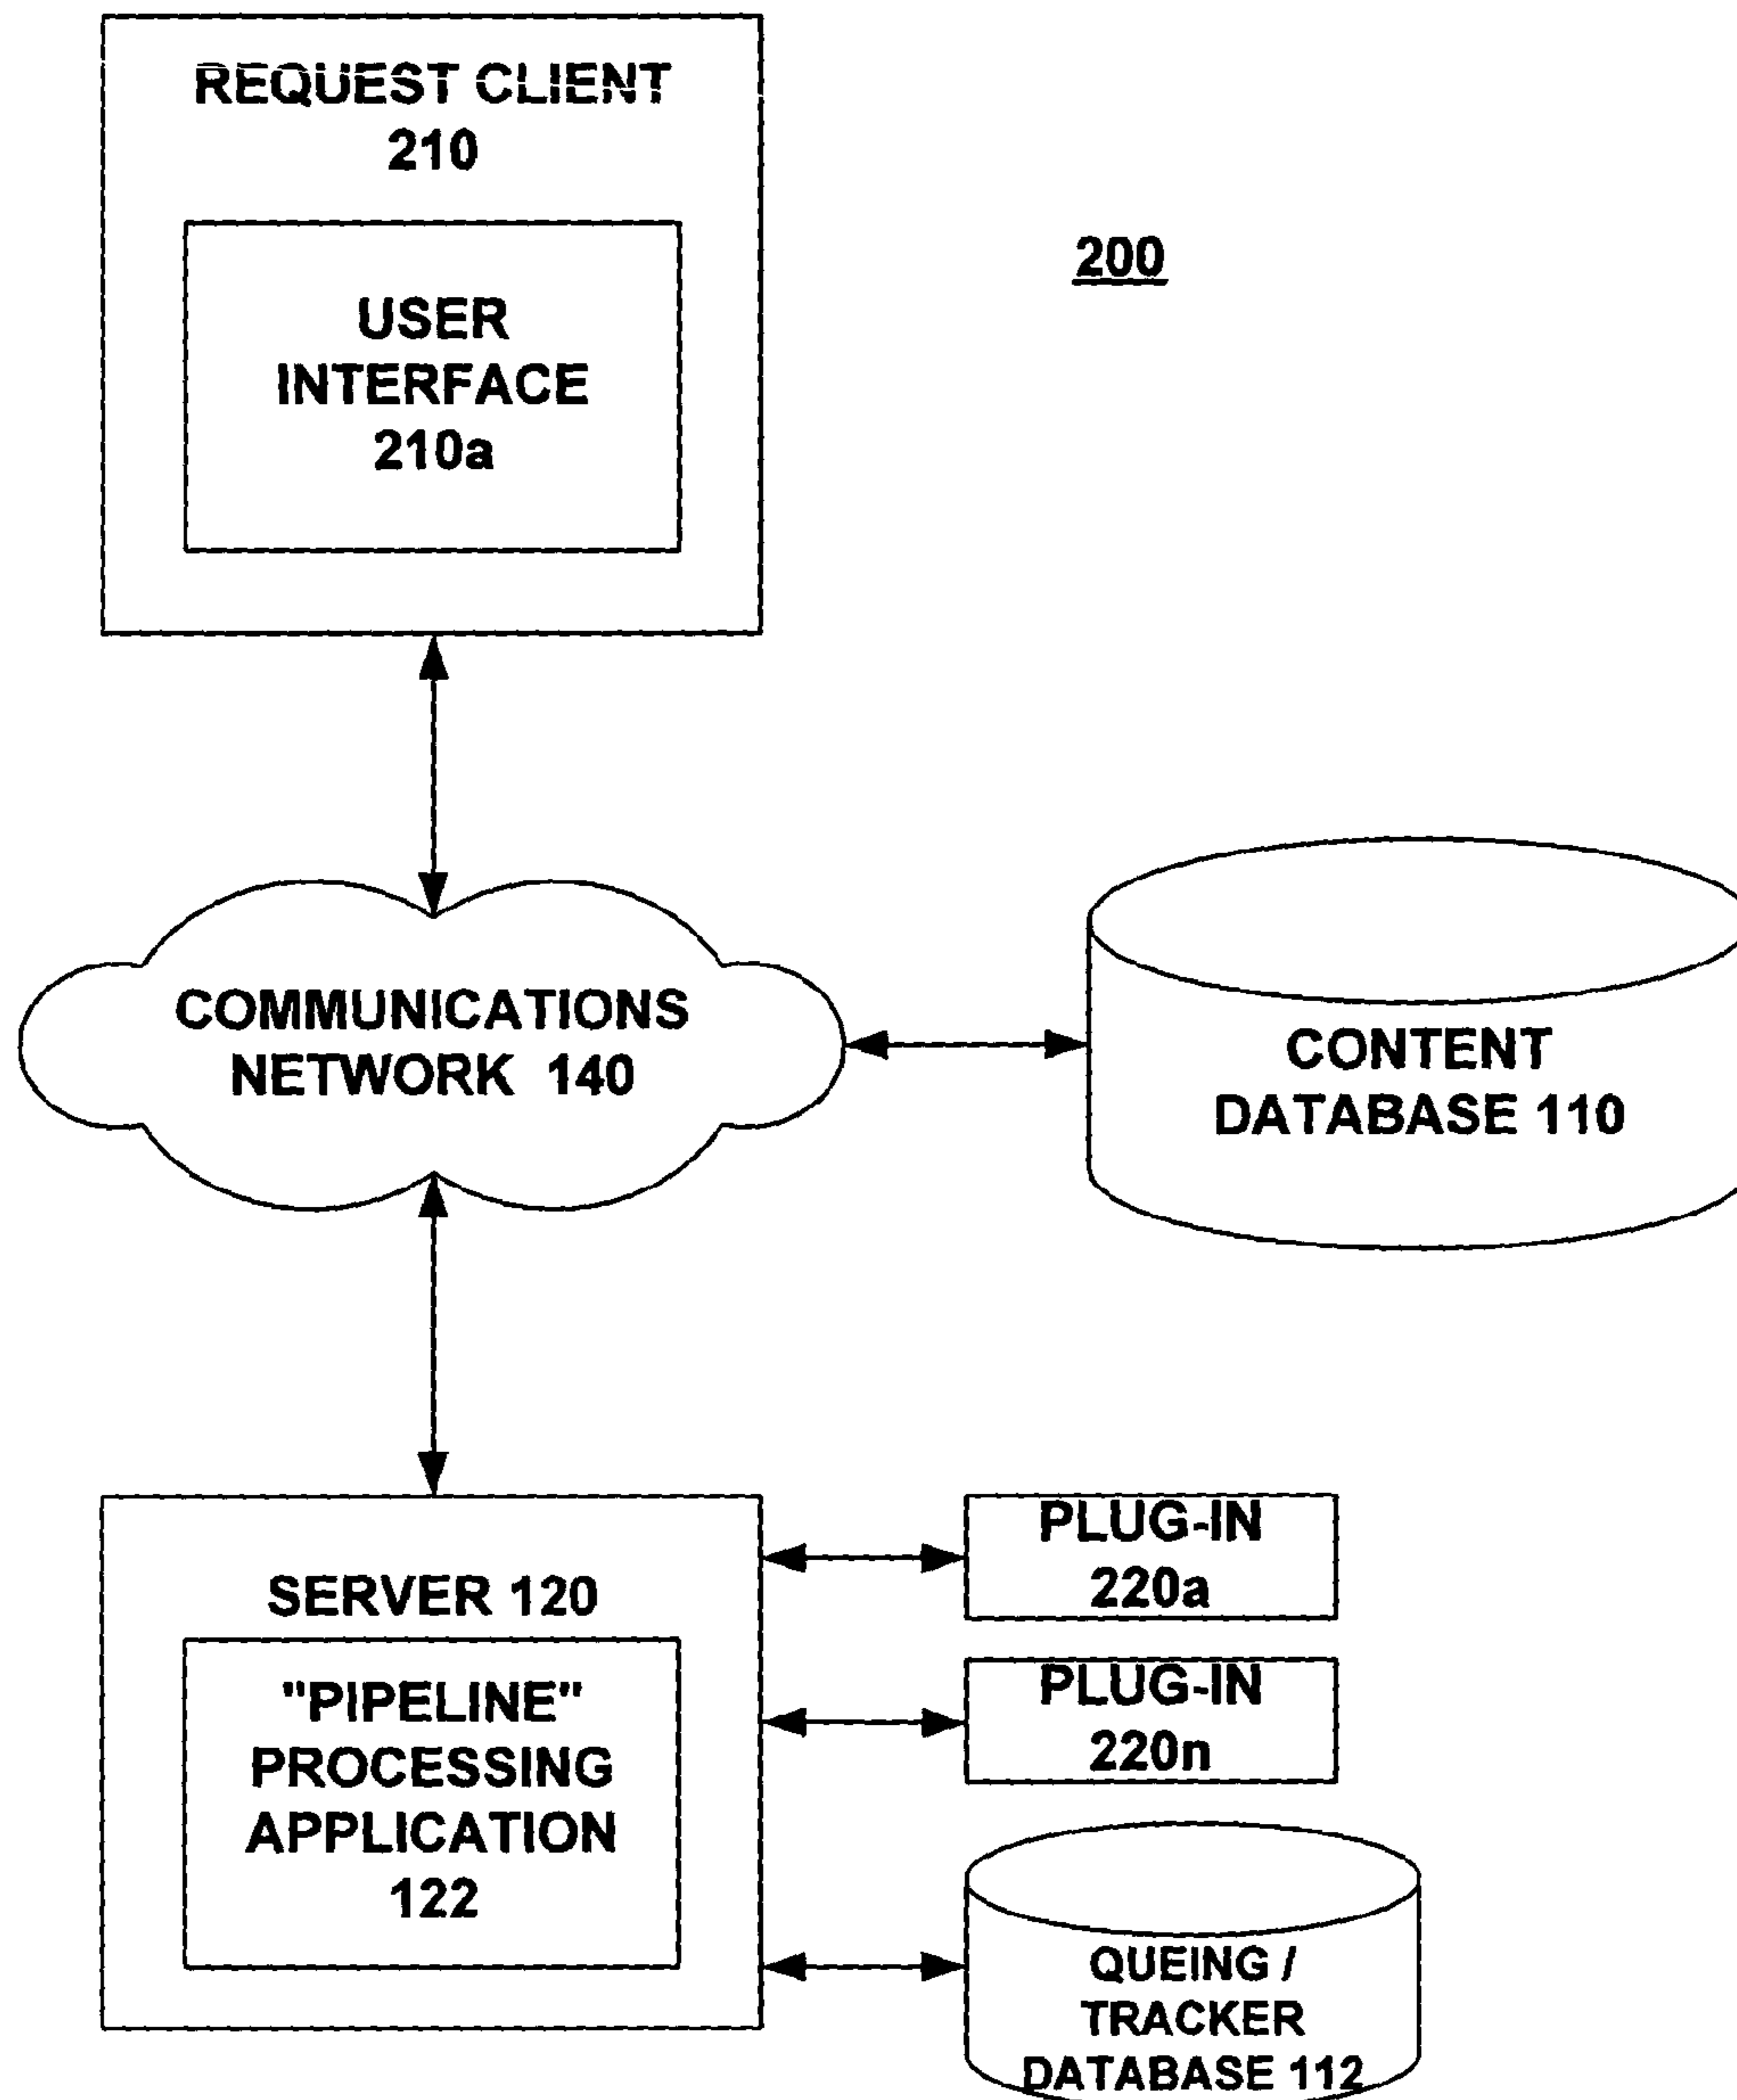 REQUEST CLIENT
210
USER
INTERFACE
210a
200
COMMUNICATIONS
NETWORK 140
CONTENT
DATABASE 110
SERVER 120
"PIPELINE"
PROCESSING
APPLICATION
122
PLUG-IN
220a
PLUG-IN
220n
QUEING /
TRACKER
DATABASE 112